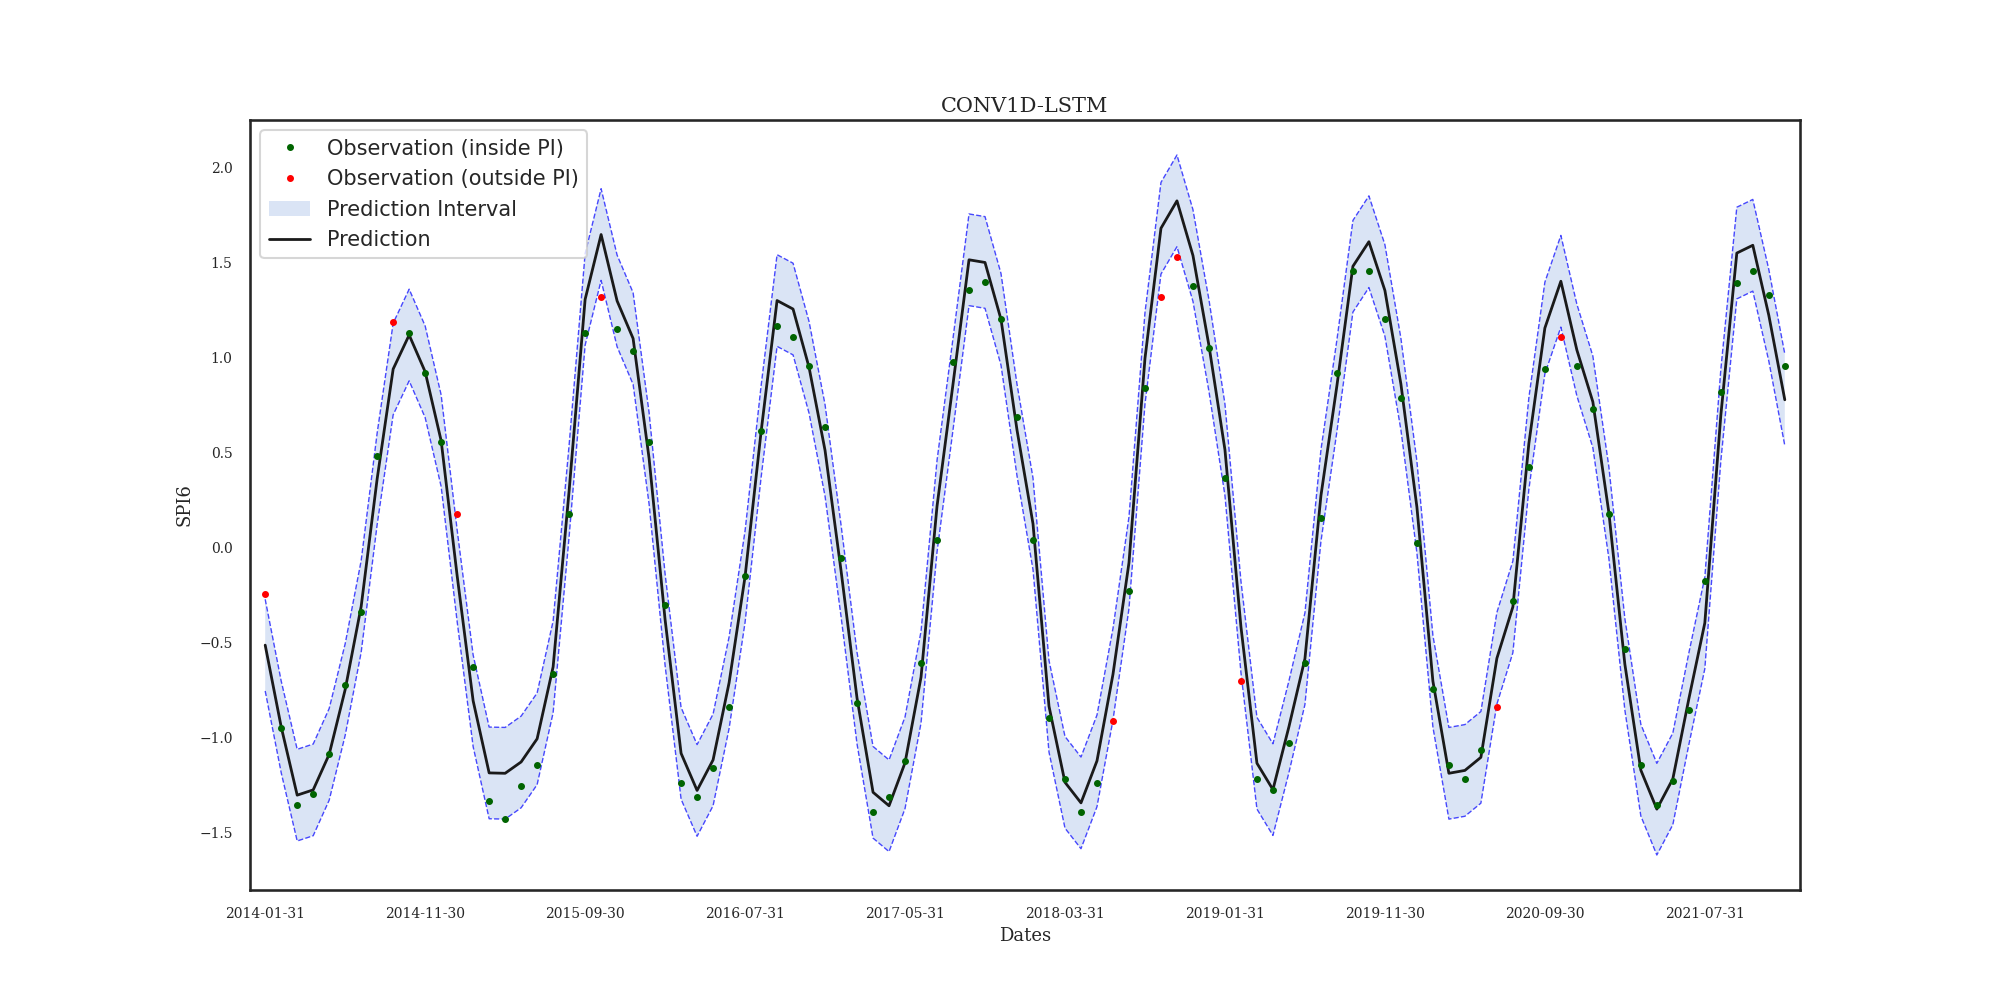 CONV1D-LSTM
Observation (inside PI)
Observation (outside PI)
Prediction Interval
Prediction
2.0
1.5
1.0
0.5
0.0
−0.5
−1.0
−1.5
SPI6
2014-01-31 2014-11-30 2015-09-30 2016-07-31 2017-05-31 2018-03-31 2019-01-31 2019-11-30 2020-09-30 2021-07-31
Dates